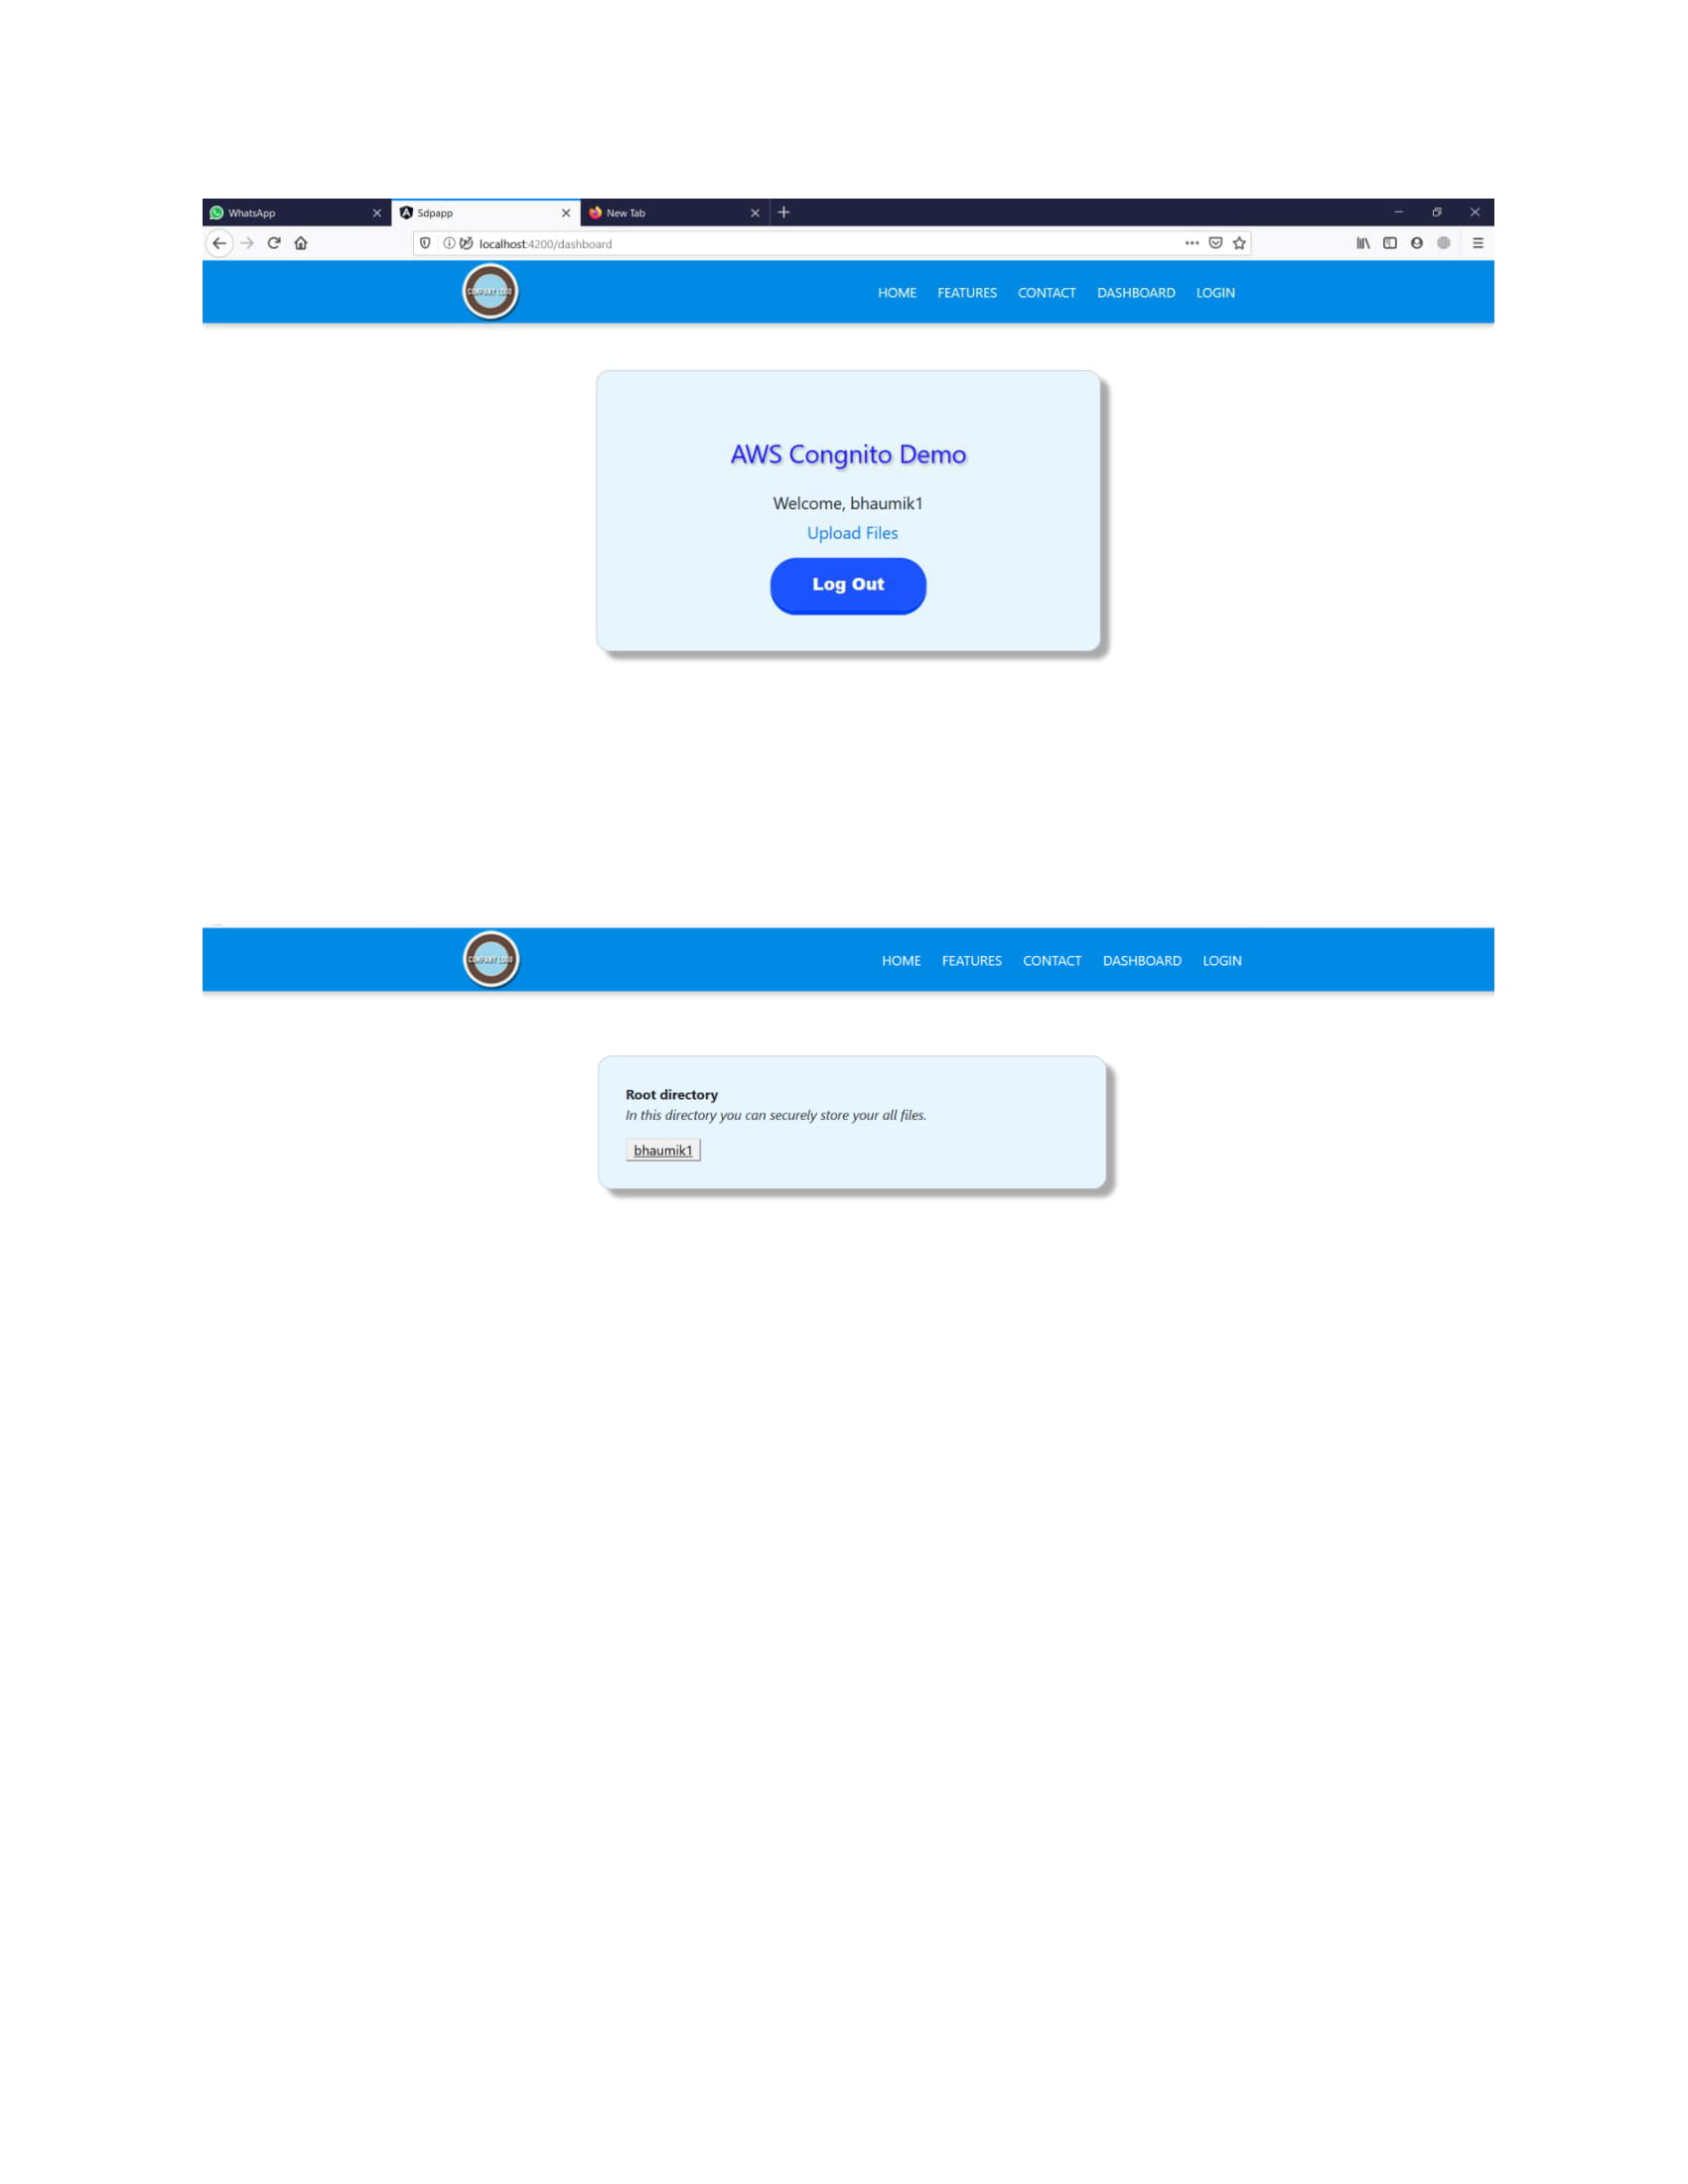 WhatsApp Sdpapp New Tab
localhost:4200/dashboard
COMPANY LOGO HOME FEATURES CONTACT DASHBOARD LOGIN
AWS Congnito Demo
Welcome, bhaumik1
Upload Files
Log Out
COMPANY LOGO HOME FEATURES CONTACT DASHBOARD LOGIN
Root directory
In this directory you can securely store your all files.
bhaumik1